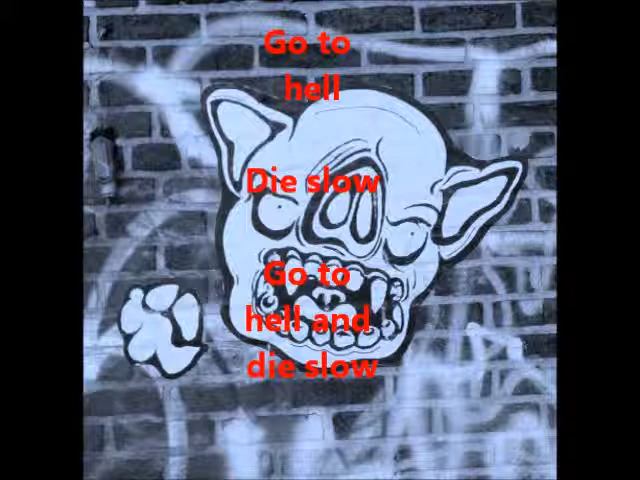 Go to
hell
Die slow
Go to
hell and
die slow